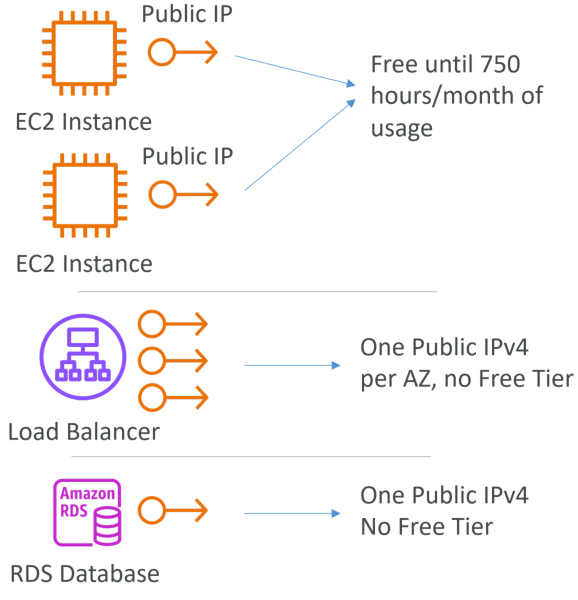 Public IP
EC2 Instance
Free until 750
hours/month of
usage
Public IP
EC2 Instance
Load Balancer
One Public IPv4
per AZ, no Free Tier
Amazon
RDS
RDS Database
One Public IPv4
No Free Tier